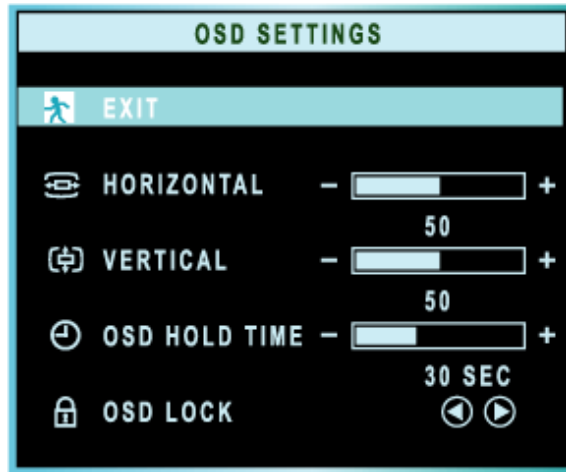 OSD SETTINGS
EXIT
HORIZONTAL - +
50
VERTICAL - +
50
OSD HOLD TIME - +
30 SEC
OSD LOCK